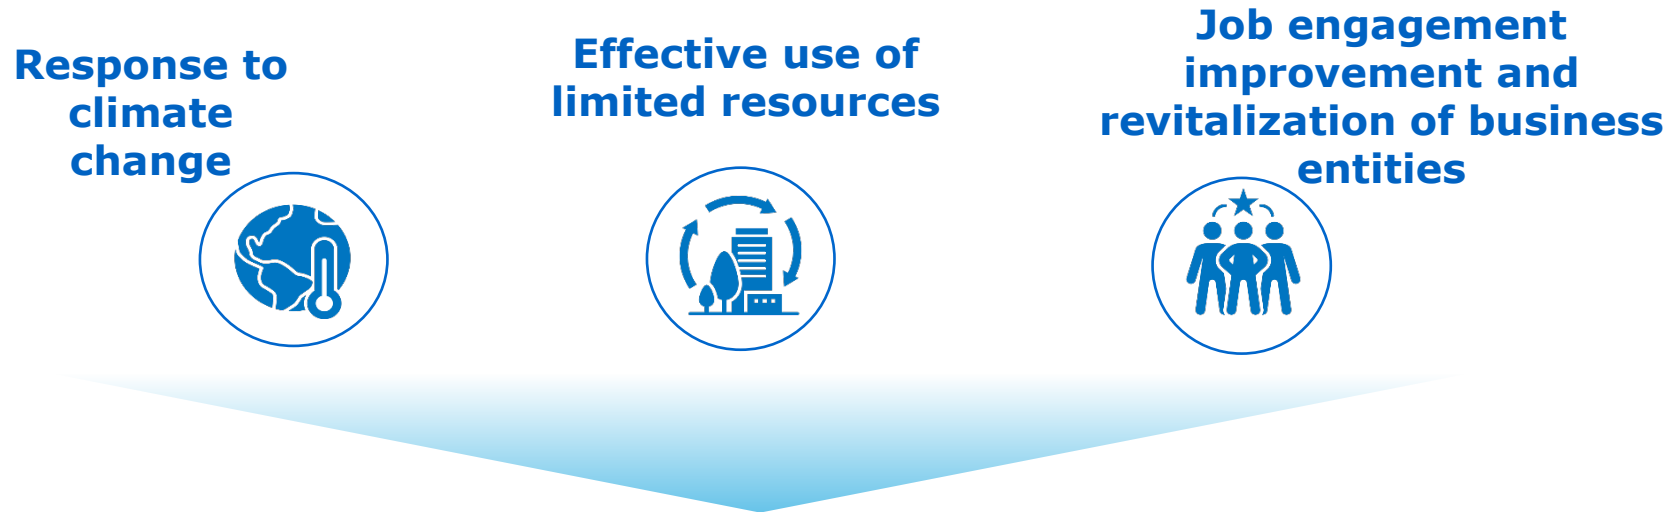 Response to
climate
change
Effective use of
limited resources
Job engagement
improvement and
revitalization of business
entities